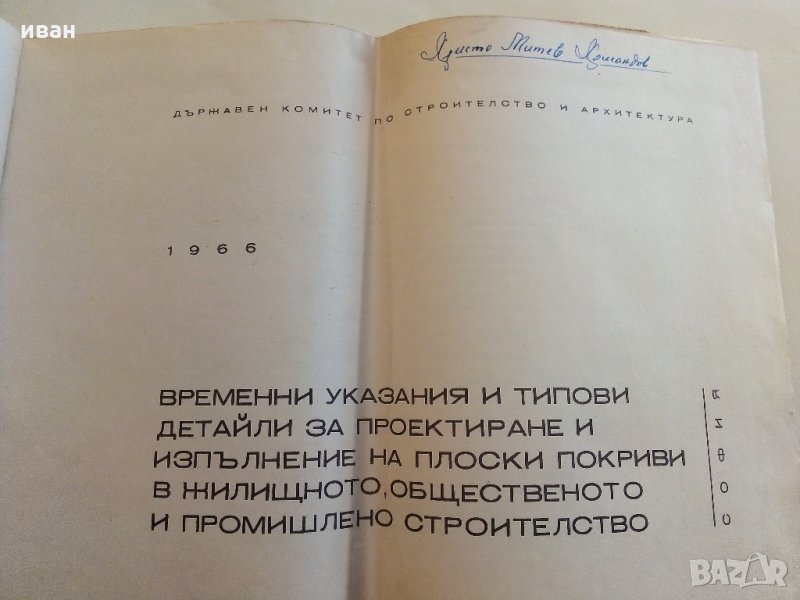 иван
Христо Митев
ДЪРЖАВЕН КОМИТЕТ ПО СТРОИТЕЛСТВО И АРХИТЕКТУРА
1966
ВРЕМЕННИ УКАЗАНИЯ И ТИПОВИ
ДЕТАЙЛИ ЗА ПРОЕКТИРАНЕ И
ИЗПЪЛНЕНИЕ НА ПЛОСКИ ПОКРИВИ
В ЖИЛИЩНОТО, ОБЩЕСТВЕНОТО
И ПРОМИШЛЕНО СТРОИТЕЛСТВО
BAZAR